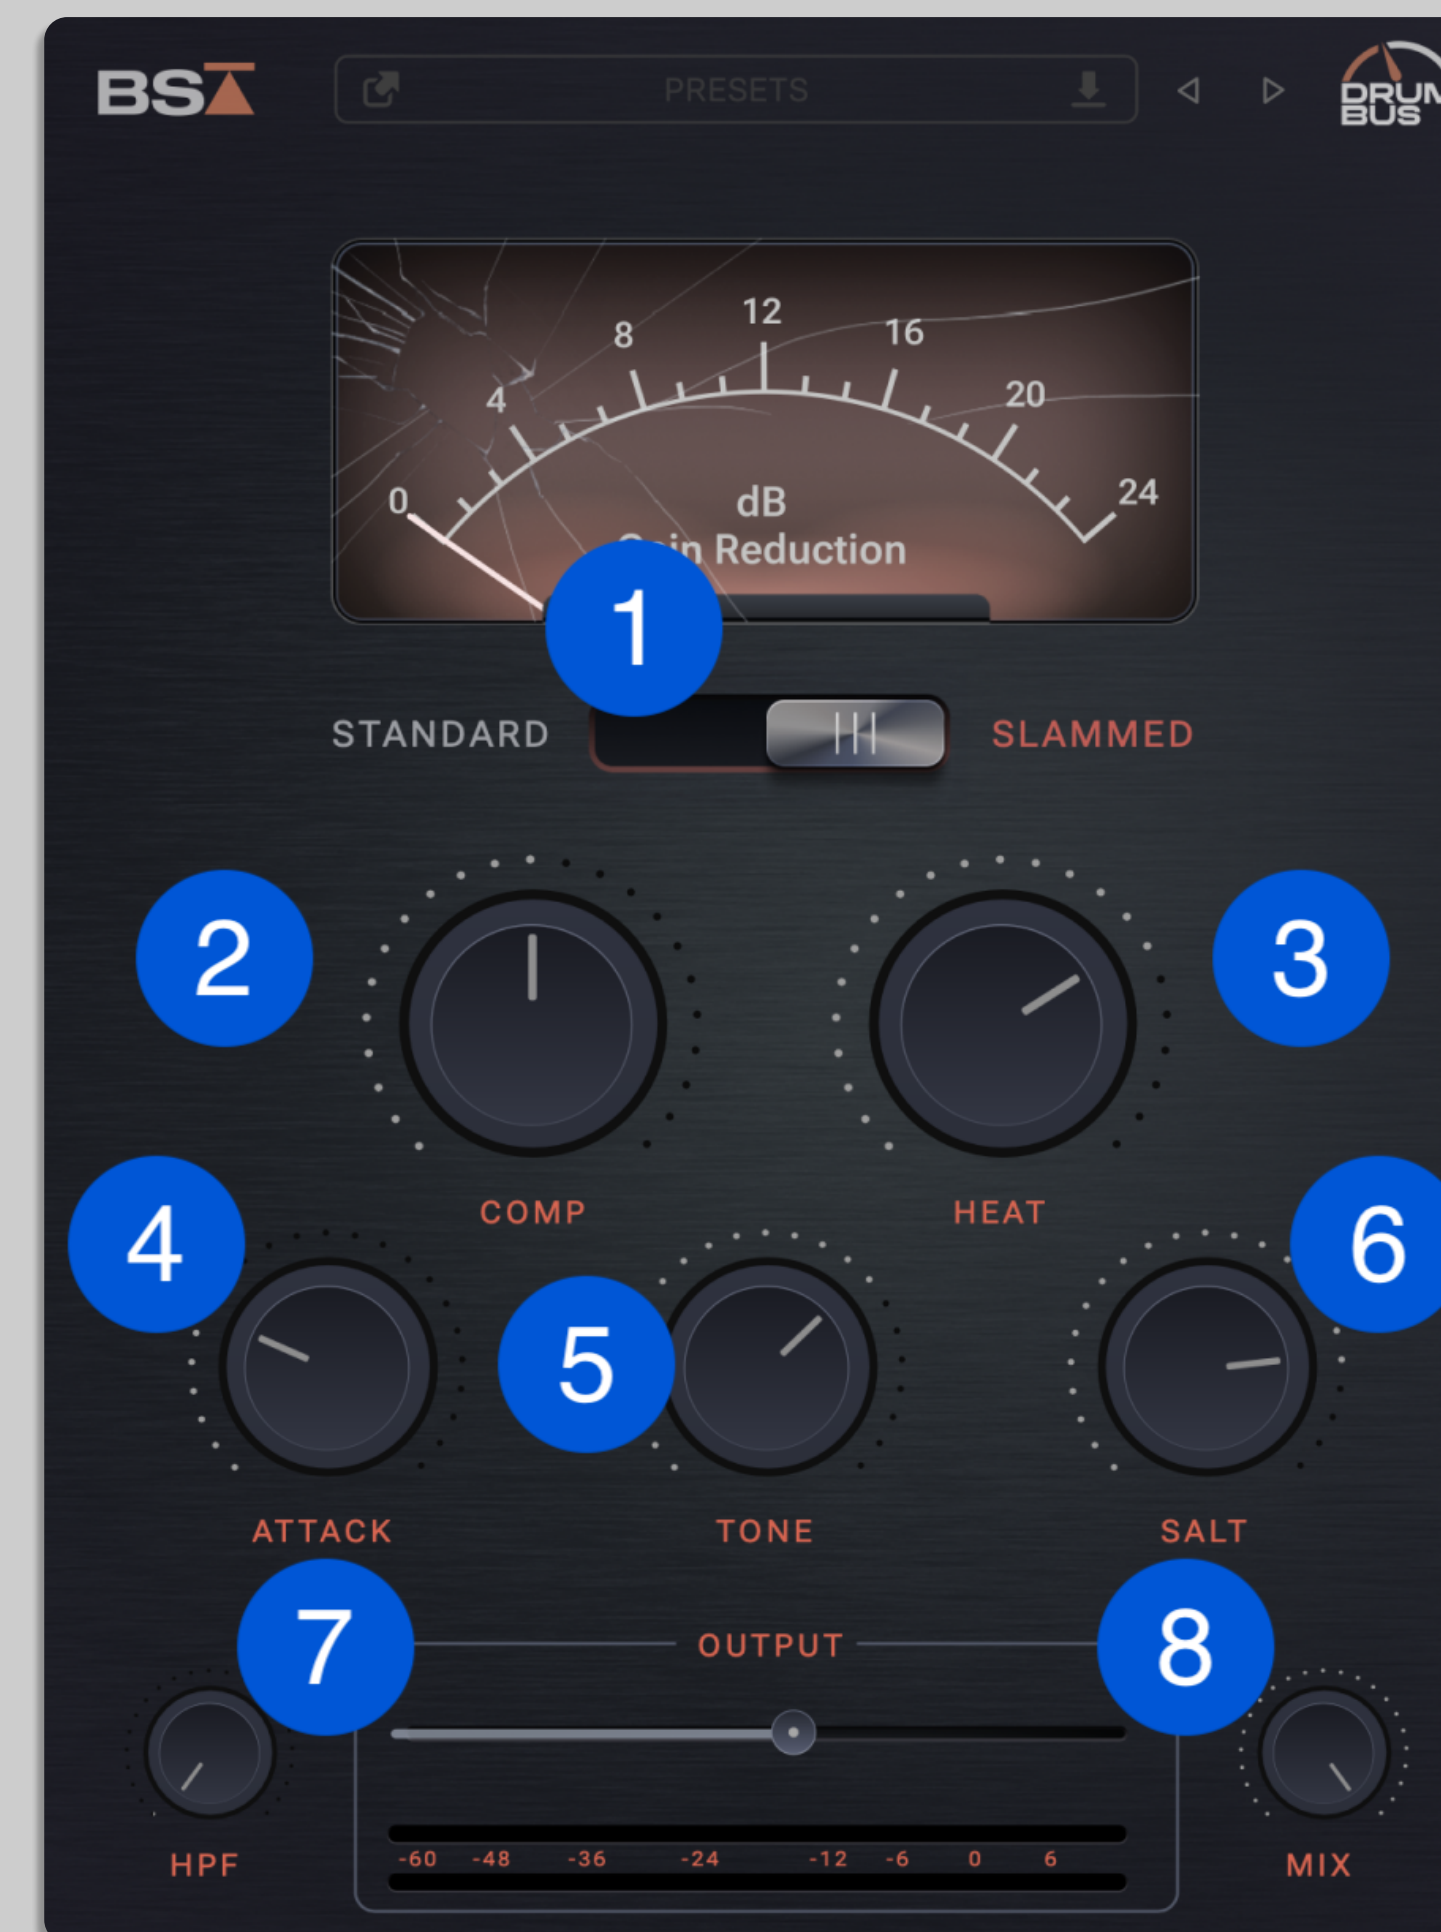 BSA
PRESETS
DRUM
BUS
0
4
8
12
16
20
24
dB
Gain Reduction
1
STANDARD
SLAMMED
2
3
COMP
HEAT
4
5
6
ATTACK
TONE
SALT
7
OUTPUT
8
HPF
-60 -48 -36 -24 -12 -6 0 6
MIX